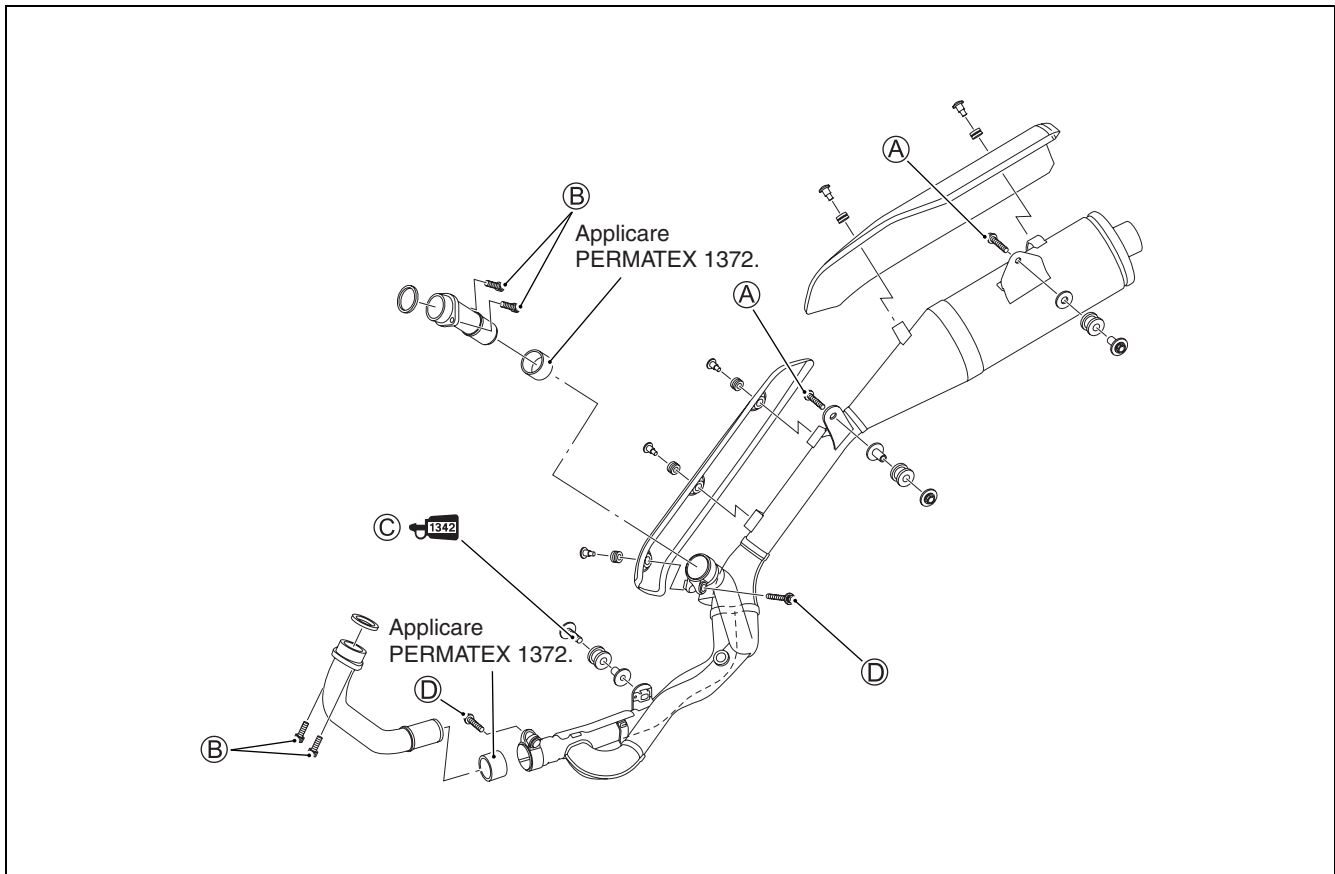 A
B
Applicare
PERMATEX 1372.
A
C 1342
Applicare
PERMATEX 1372.
D
D
B